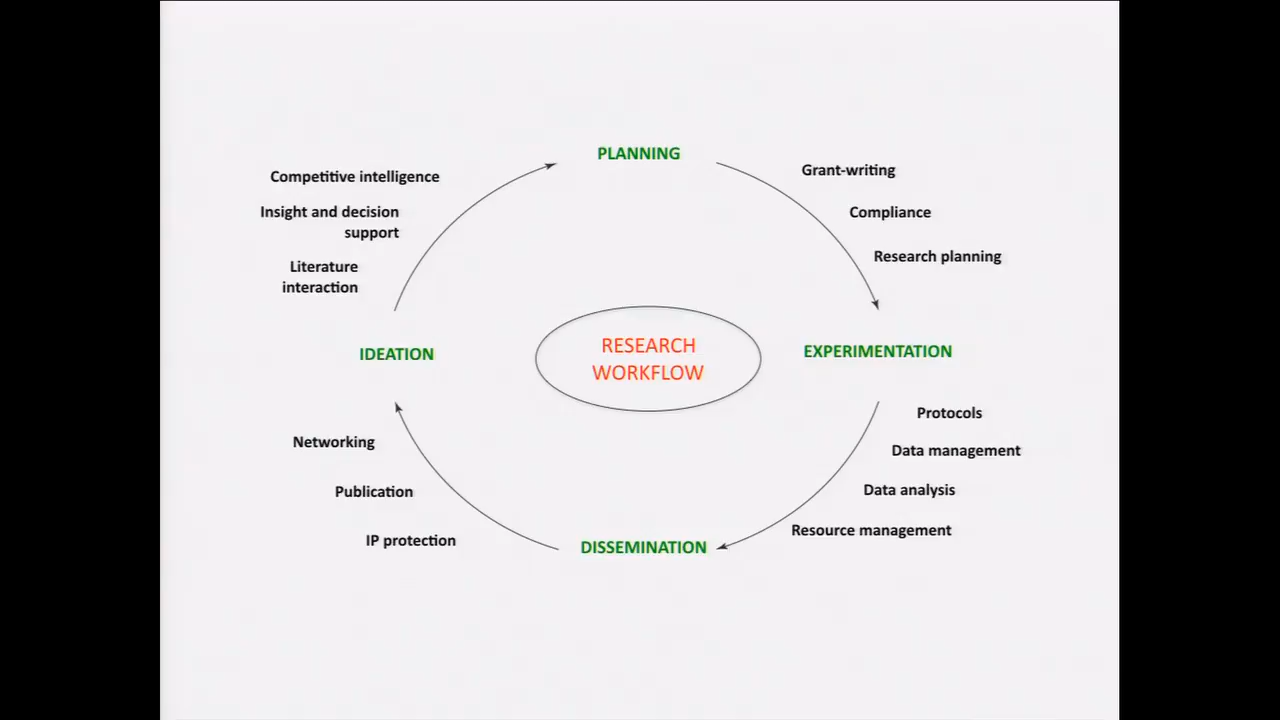 PLANNING
Competitive intelligence
Grant-writing
Insight and decision
support
Compliance
Research planning
Literature
interaction
RESEARCH
WORKFLOW
IDEATION
EXPERIMENTATION
Protocols
Networking
Data management
Publication
Data analysis
Resource management
IP protection
DISSEMINATION